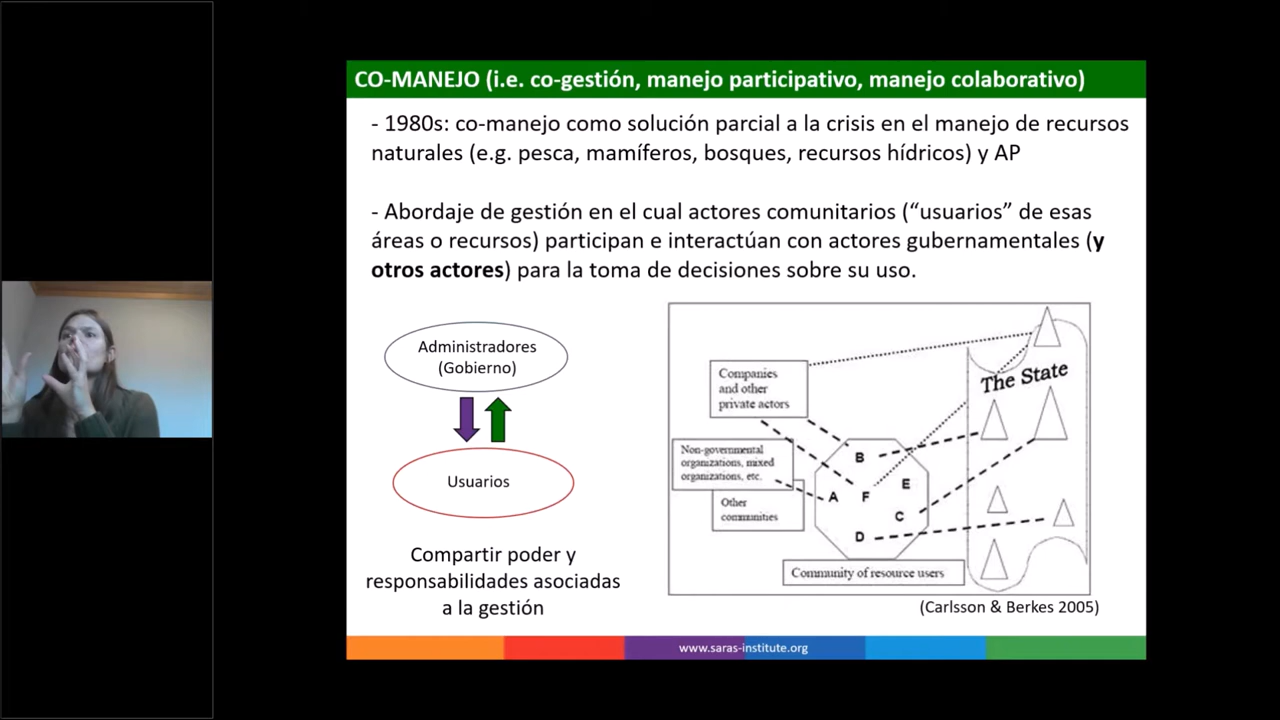 CO-MANEJO (i.e. co-gestión, manejo participativo, manejo colaborativo)
- 1980s: co-manejo como solución parcial a la crisis en el manejo de recursos
naturales (e.g. pesca, mamíferos, bosques, recursos hídricos) y AP
- Abordaje de gestión en el cual actores comunitarios (“usuarios” de esas
áreas o recursos) participan e interactúan con actores gubernamentales (y
otros actores) para la toma de decisiones sobre su uso.
Administradores
(Gobierno)
Usuarios
Compartir poder y
responsabilidades asociadas
a la gestión
The State
Companies
and other
private actors
Non-governmental
organizations, mixed
organizations, etc.
Other
communities
B
E
A
F
C
D
Community of resource users
(Carlsson & Berkes 2005)
www.saras-institute.org